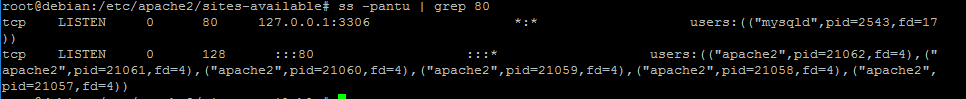 root@debian:/etc/apache2/sites-available# ss -pantu | grep 80
tcp    LISTEN     0      80     127.0.0.1:3306                  *:*                   users:(("mysqld",pid=2543,fd=17
))
tcp    LISTEN     0      128      :::80                 :::*                   users:(("apache2",pid=21062,fd=4),("
apache2",pid=21061,fd=4),("apache2",pid=21060,fd=4),("apache2",pid=21059,fd=4),("apache2",pid=21058,fd=4),("apache2",
pid=21057,fd=4))